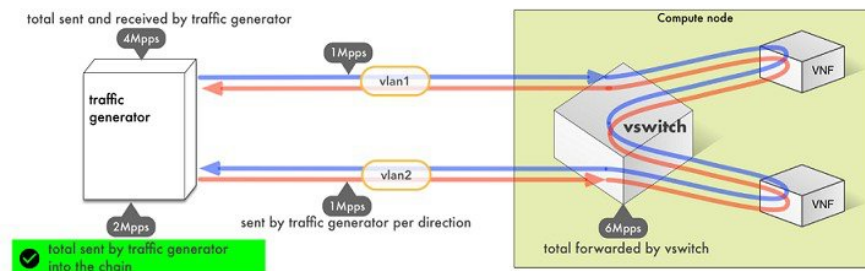 total sent and received by traffic generator
Compute node
4Mpps
1Mpps
VNF
vlan1
traffic
generator
vswitch
vlan2
VNF
2Mpps
1Mpps
6Mpps
sent by traffic generator per direction
total forwarded by vswitch
total sent by traffic generator
into the chain